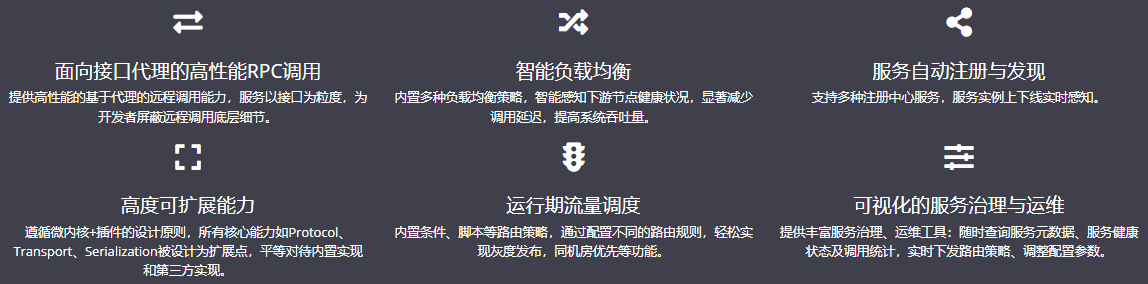 面向接口代理的高性能RPC调用
提供高性能的基于代理的远程调用能力，服务以接口为粒度，为
开发者屏蔽远程调用底层细节。
智能负载均衡
内置多种负载均衡策略，智能感知下游节点健康状况，显著减少
调用延迟，提高系统吞吐量。
服务自动注册与发现
支持多种注册中心服务，服务实例上下线实时感知。
高度可扩展能力
遵循微内核+插件的设计原则，所有核心能力如Protocol、
Transport、Serialization被设计为扩展点，平等对待内置实现
和第三方实现。
运行期流量调度
内置条件、脚本等路由策略，通过配置不同的路由规则，轻松实
现灰度发布，同机房优先等功能。
可视化的服务治理与运维
提供丰富服务治理、运维工具：随时查询服务元数据、服务健康
状态及调用统计，实时下发路由策略、调整配置参数。